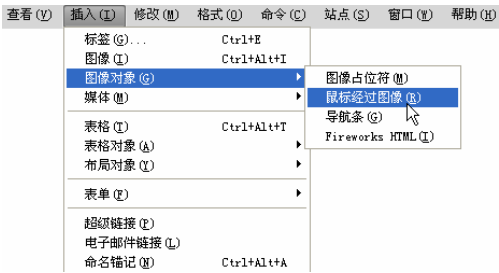 查看(V) 插入(I) 修改(M) 格式(O) 命令(C) 站点(S) 窗口(W) 帮助(H)
标签(G)... Ctrl+E
图像(I) Ctrl+Alt+I
图像对象(G)
媒体(M)
表格(T) Ctrl+Alt+T
表格对象(A)
布局对象(Y)
表单(F)
超级链接(P)
电子邮件链接(L)
命名锚记(N) Ctrl+Alt+A
图像占位符(M)
鼠标经过图像(R)
导航条(G)
Fireworks HTML(I)